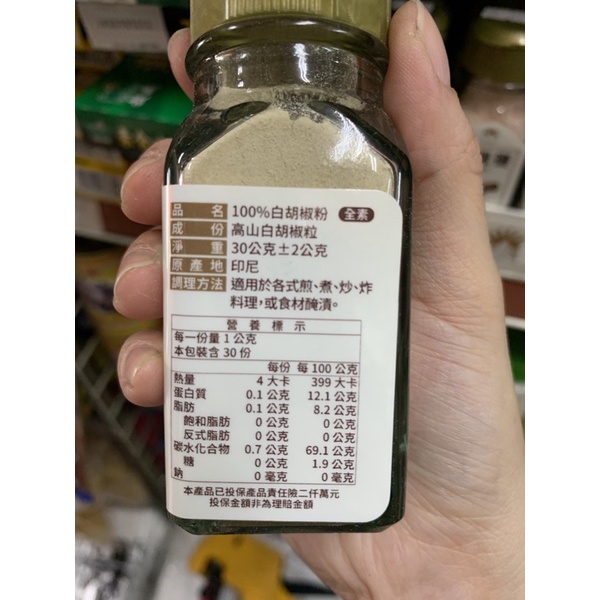 品名 100%白胡椒粉 全素
成份 高山白胡椒粒
淨重 30公克±2公克
原產地 印尼
調理方法 適用於各式煎、煮、炒、炸
料理,或食材醃漬。
營養標示
每一份量 1 公克
本包裝含 30 份
每份 每 100 公克
熱量 4 大卡 399 大卡
蛋白質 0.1 公克 12.1 公克
脂肪 0.1 公克 8.2 公克
飽和脂肪 0 公克 0 公克
反式脂肪 0 公克 0 公克
碳水化合物 0.7 公克 69.1 公克
糖 0 公克 1.9 公克
鈉 0 毫克 0 毫克
本產品已投保產品責任險二仟萬元
投保金額非為理賠金額